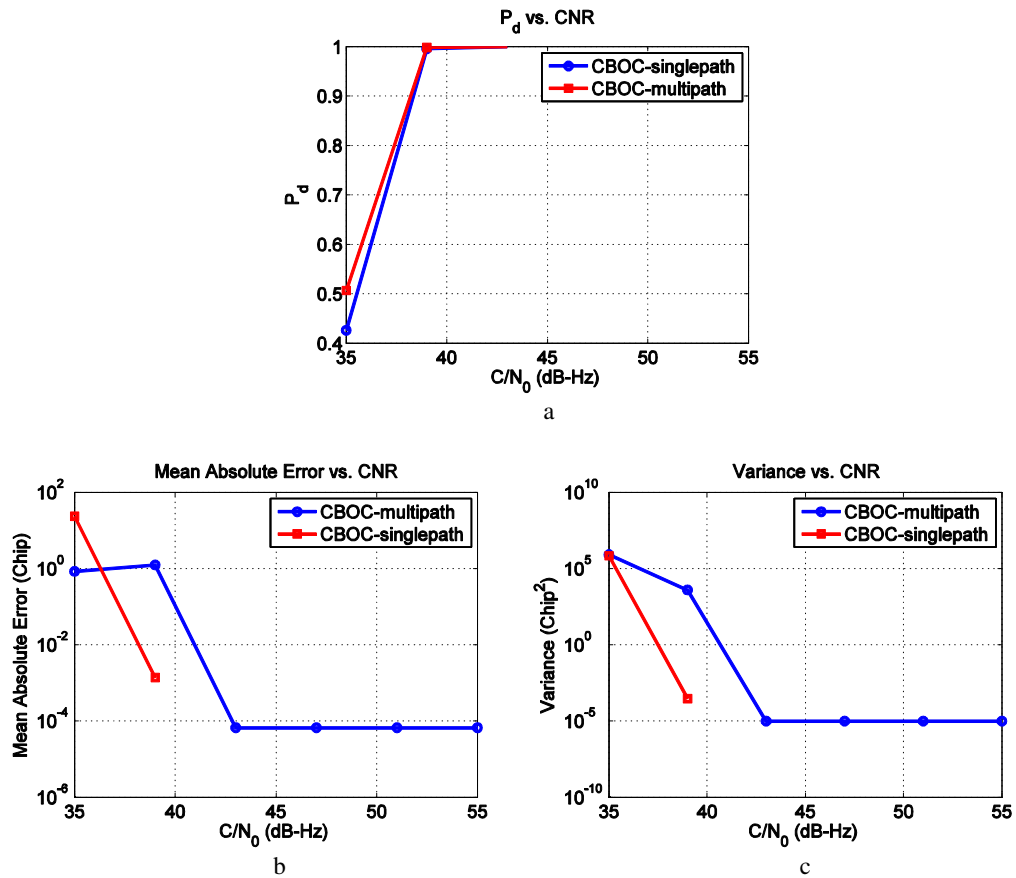 P_d vs. CNR
1
0.9
0.8
0.7
0.6
0.5
0.4
P_d
CBOC-singlepath
CBOC-multipath
35 40 45 50 55
C/N_0 (dB-Hz)
a
Mean Absolute Error vs. CNR
10^2
10^0
10^-2
10^-4
10^-6
Mean Absolute Error (Chip)
CBOC-multipath
CBOC-singlepath
35 40 45 50 55
C/N_0 (dB-Hz)
b
Variance vs. CNR
10^10
10^5
10^0
10^-5
10^-10
Variance (Chip^2)
CBOC-multipath
CBOC-singlepath
35 40 45 50 55
C/N_0 (dB-Hz)
c